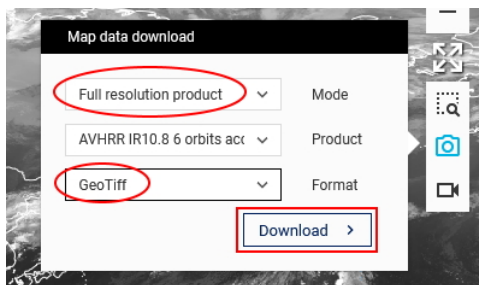 Map data download
Full resolution product Mode
AVHRR IR10.8 6 orbits acc Product
GeoTiff Format
Download